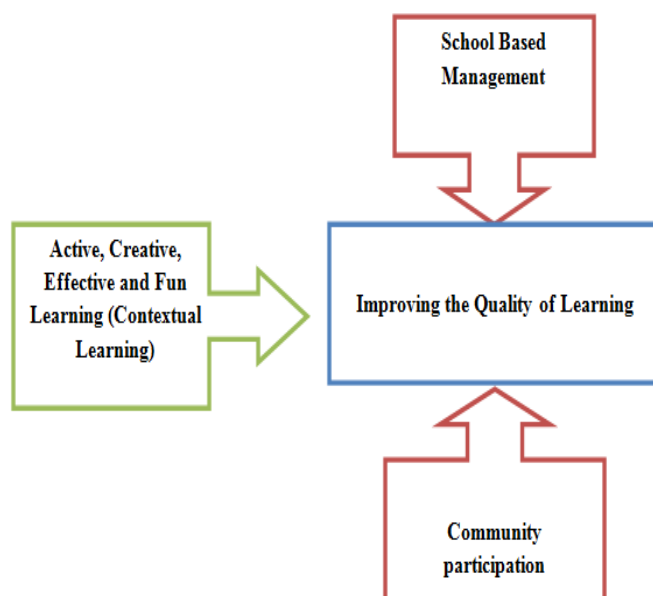 School Based
Management
Active, Creative,
Effective and Fun
Learning (Contextual
Learning)
Improving the Quality of Learning
Community
participation